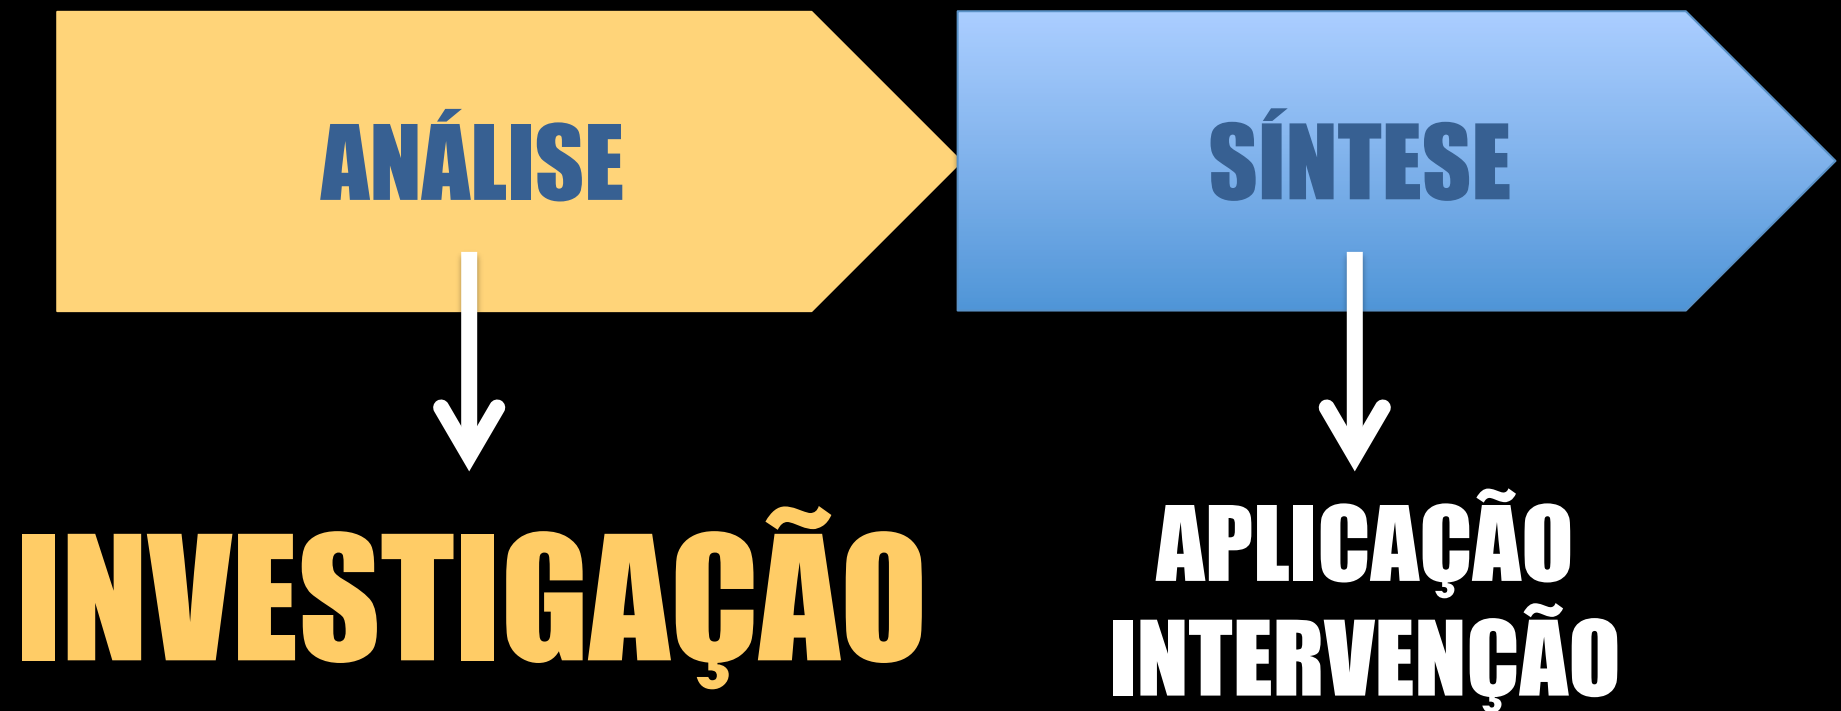 ANÁLISE
SÍNTESE
INVESTIGAÇÃO
APLICAÇÃO
INTERVENÇÃO